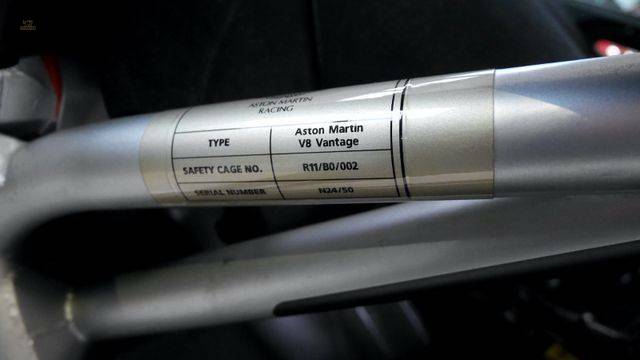 ASTON MARTIN
RACING
TYPE
Aston Martin
V8 Vantage
SAFETY CAGE NO.
R11/B0/002
SERIAL NUMBER
N24/50